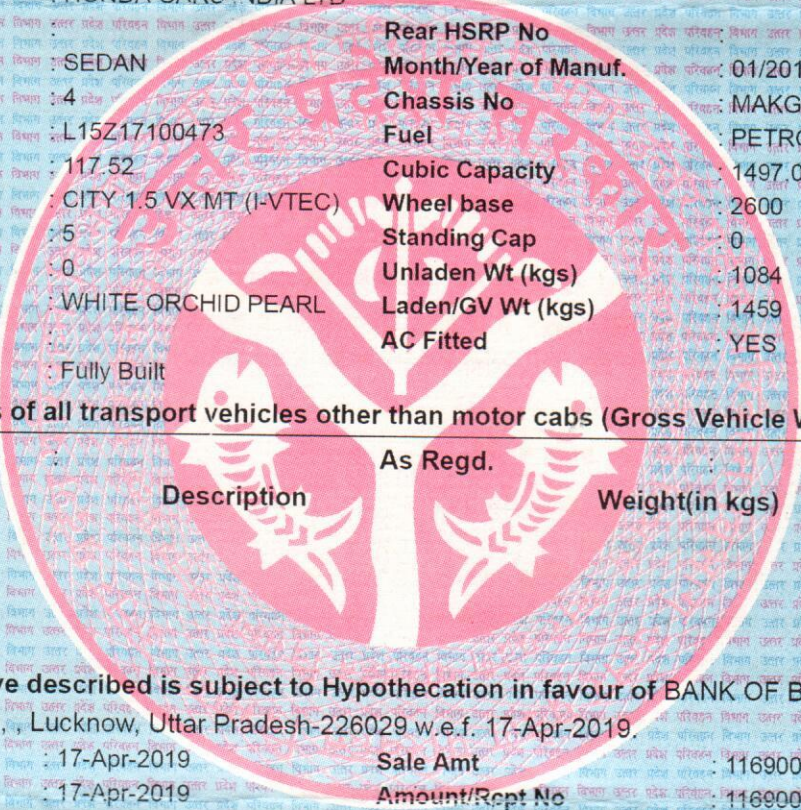 Rear HSRP No :
: SEDAN Month/Year of Manuf. : 01/201
: 4 Chassis No : MAKG
: L15Z17100473 Fuel : PETRO
: 117.52 Cubic Capacity : 1497.0
: CITY 1.5 VX MT (I-VTEC) Wheel base : 2600
: 5 Standing Cap : 0
: 0 Unladen Wt (kgs) : 1084
: WHITE ORCHID PEARL Laden/GV Wt (kgs) : 1459
: AC Fitted : YES
: Fully Built
of all transport vehicles other than motor cabs (Gross Vehicle
: As Regd. :
Description Weight(in kgs)
उत्तर प्रदेश सरकार
described is subject to Hypothecation in favour of BANK OF B
, , Lucknow, Uttar Pradesh-226029 w.e.f. 17-Apr-2019.
: 17-Apr-2019 Sale Amt : 116900
: 17-Apr-2019 Amount/Rcpt No : 116900